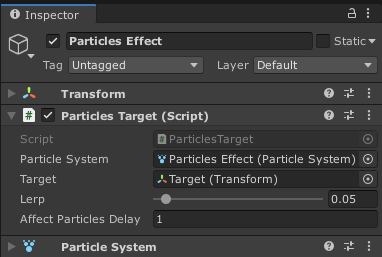 Inspector
Particles Effect
Static
Tag Untagged Layer Default
Transform
Particles Target (Script)
Script ParticlesTarget
Particle System Particles Effect (Particle System)
Target Target (Transform)
Lerp 0.05
Affect Particles Delay 1
Particle System